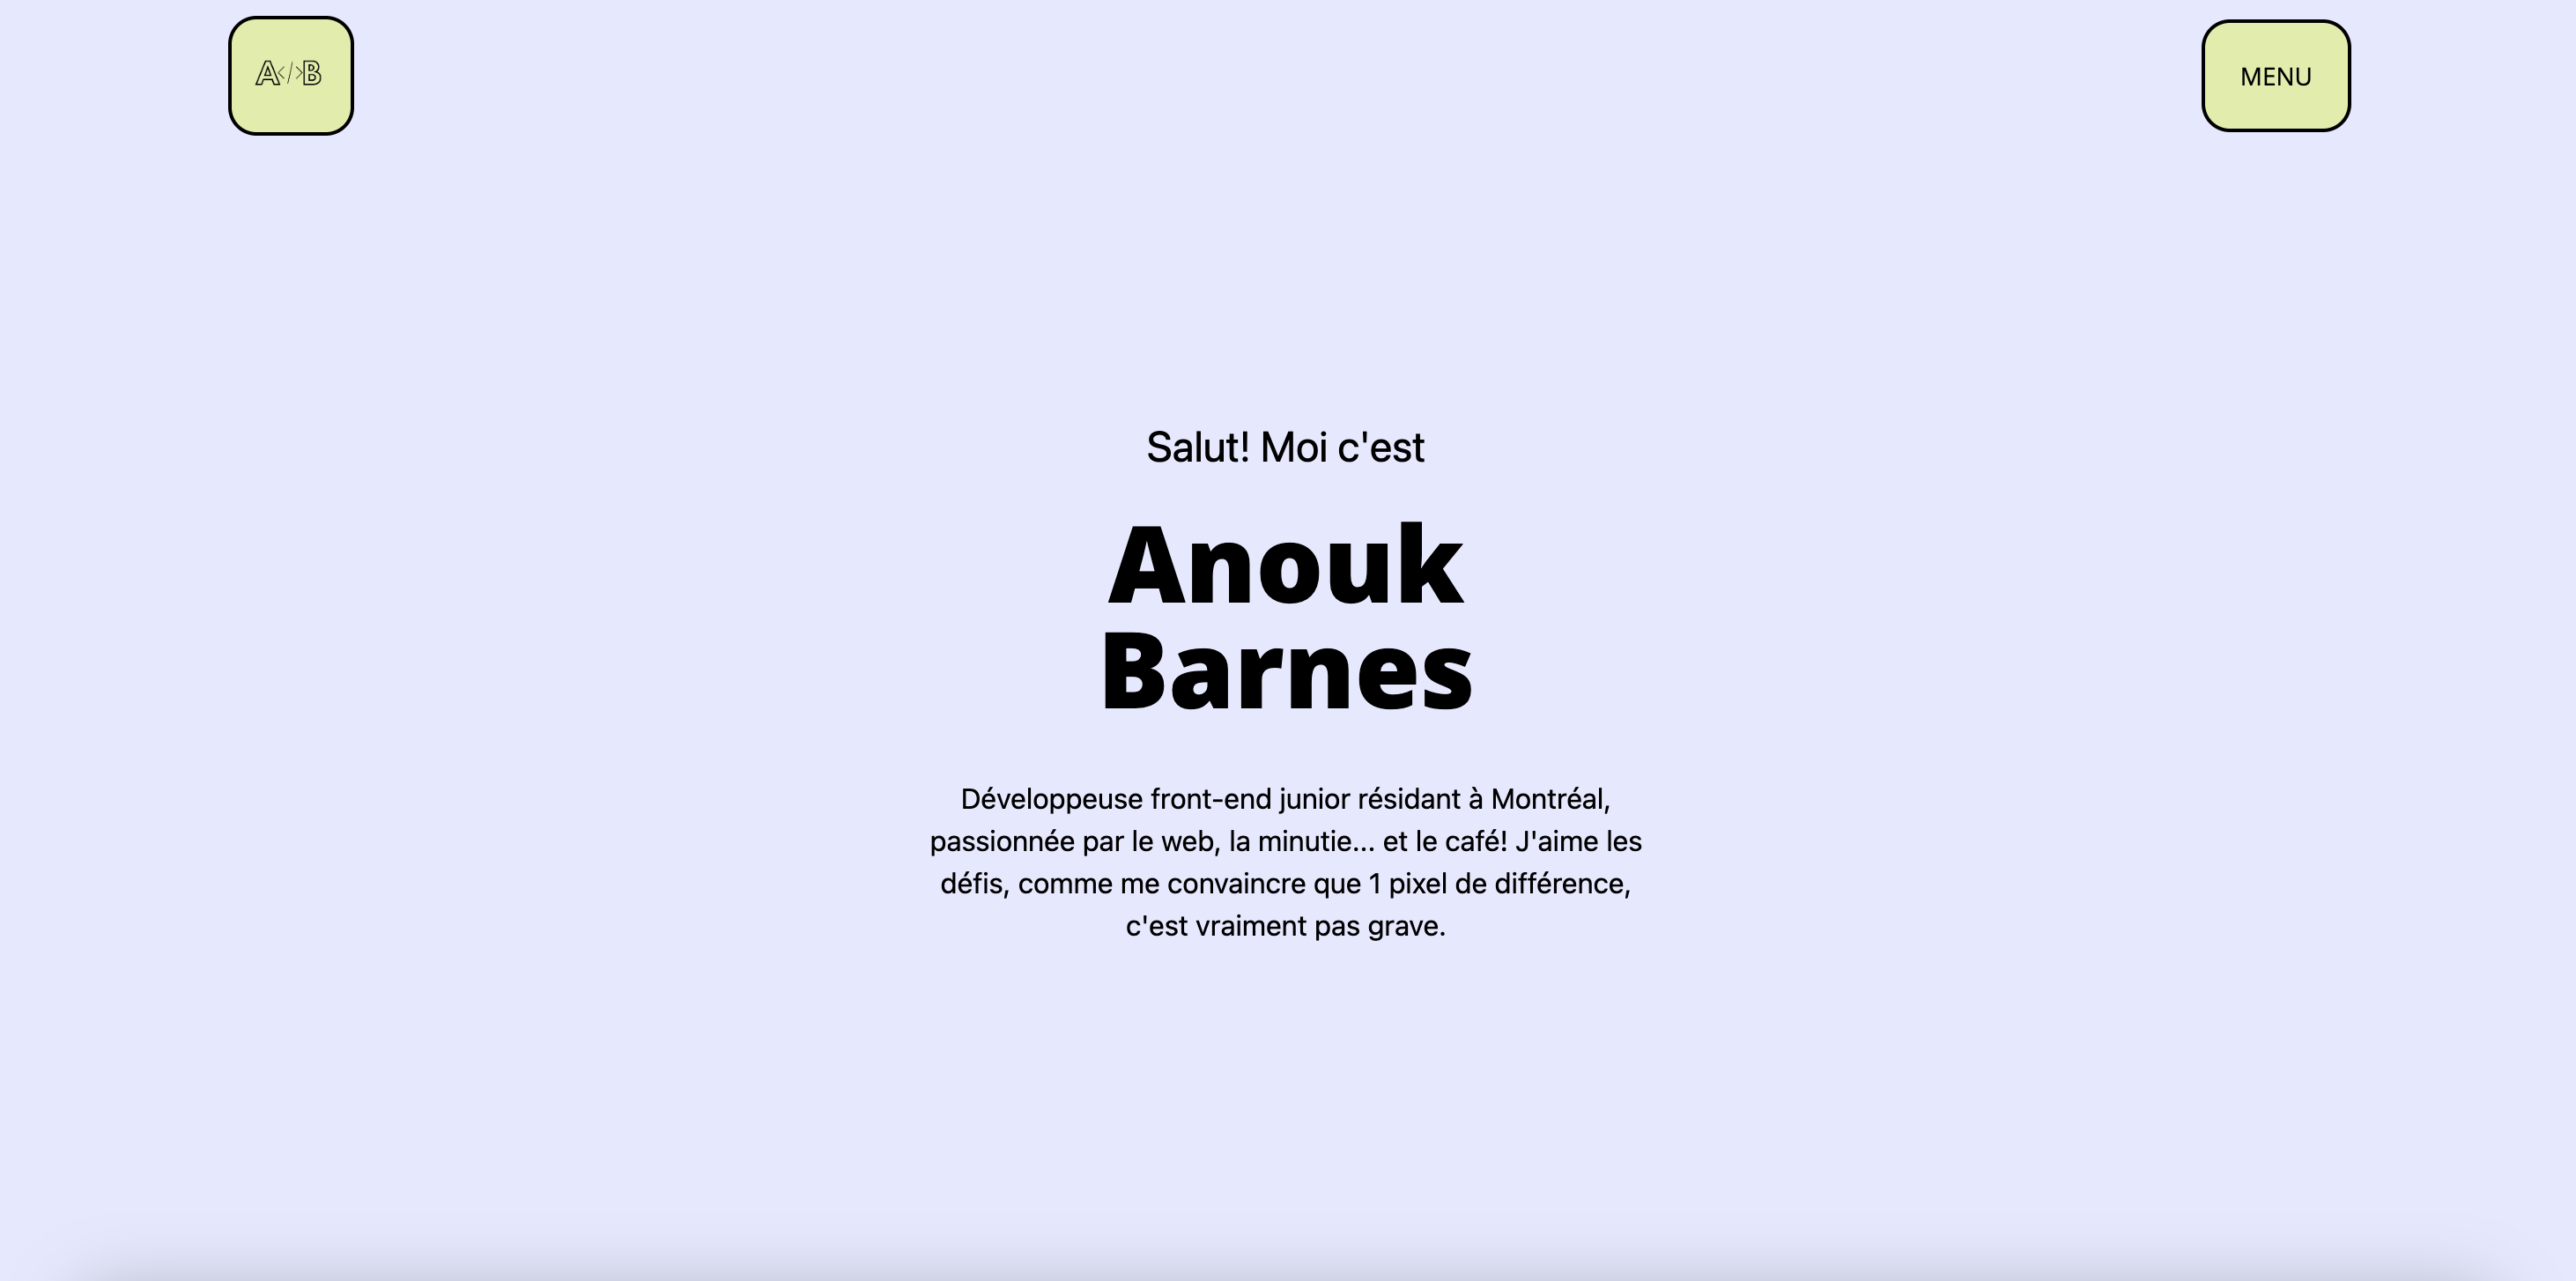 A</>B
MENU
Salut! Moi c'est
Anouk
Barnes
Développeuse front-end junior résidant à Montréal,
passionnée par le web, la minutie... et le café! J'aime les
défis, comme me convaincre que 1 pixel de différence,
c'est vraiment pas grave.